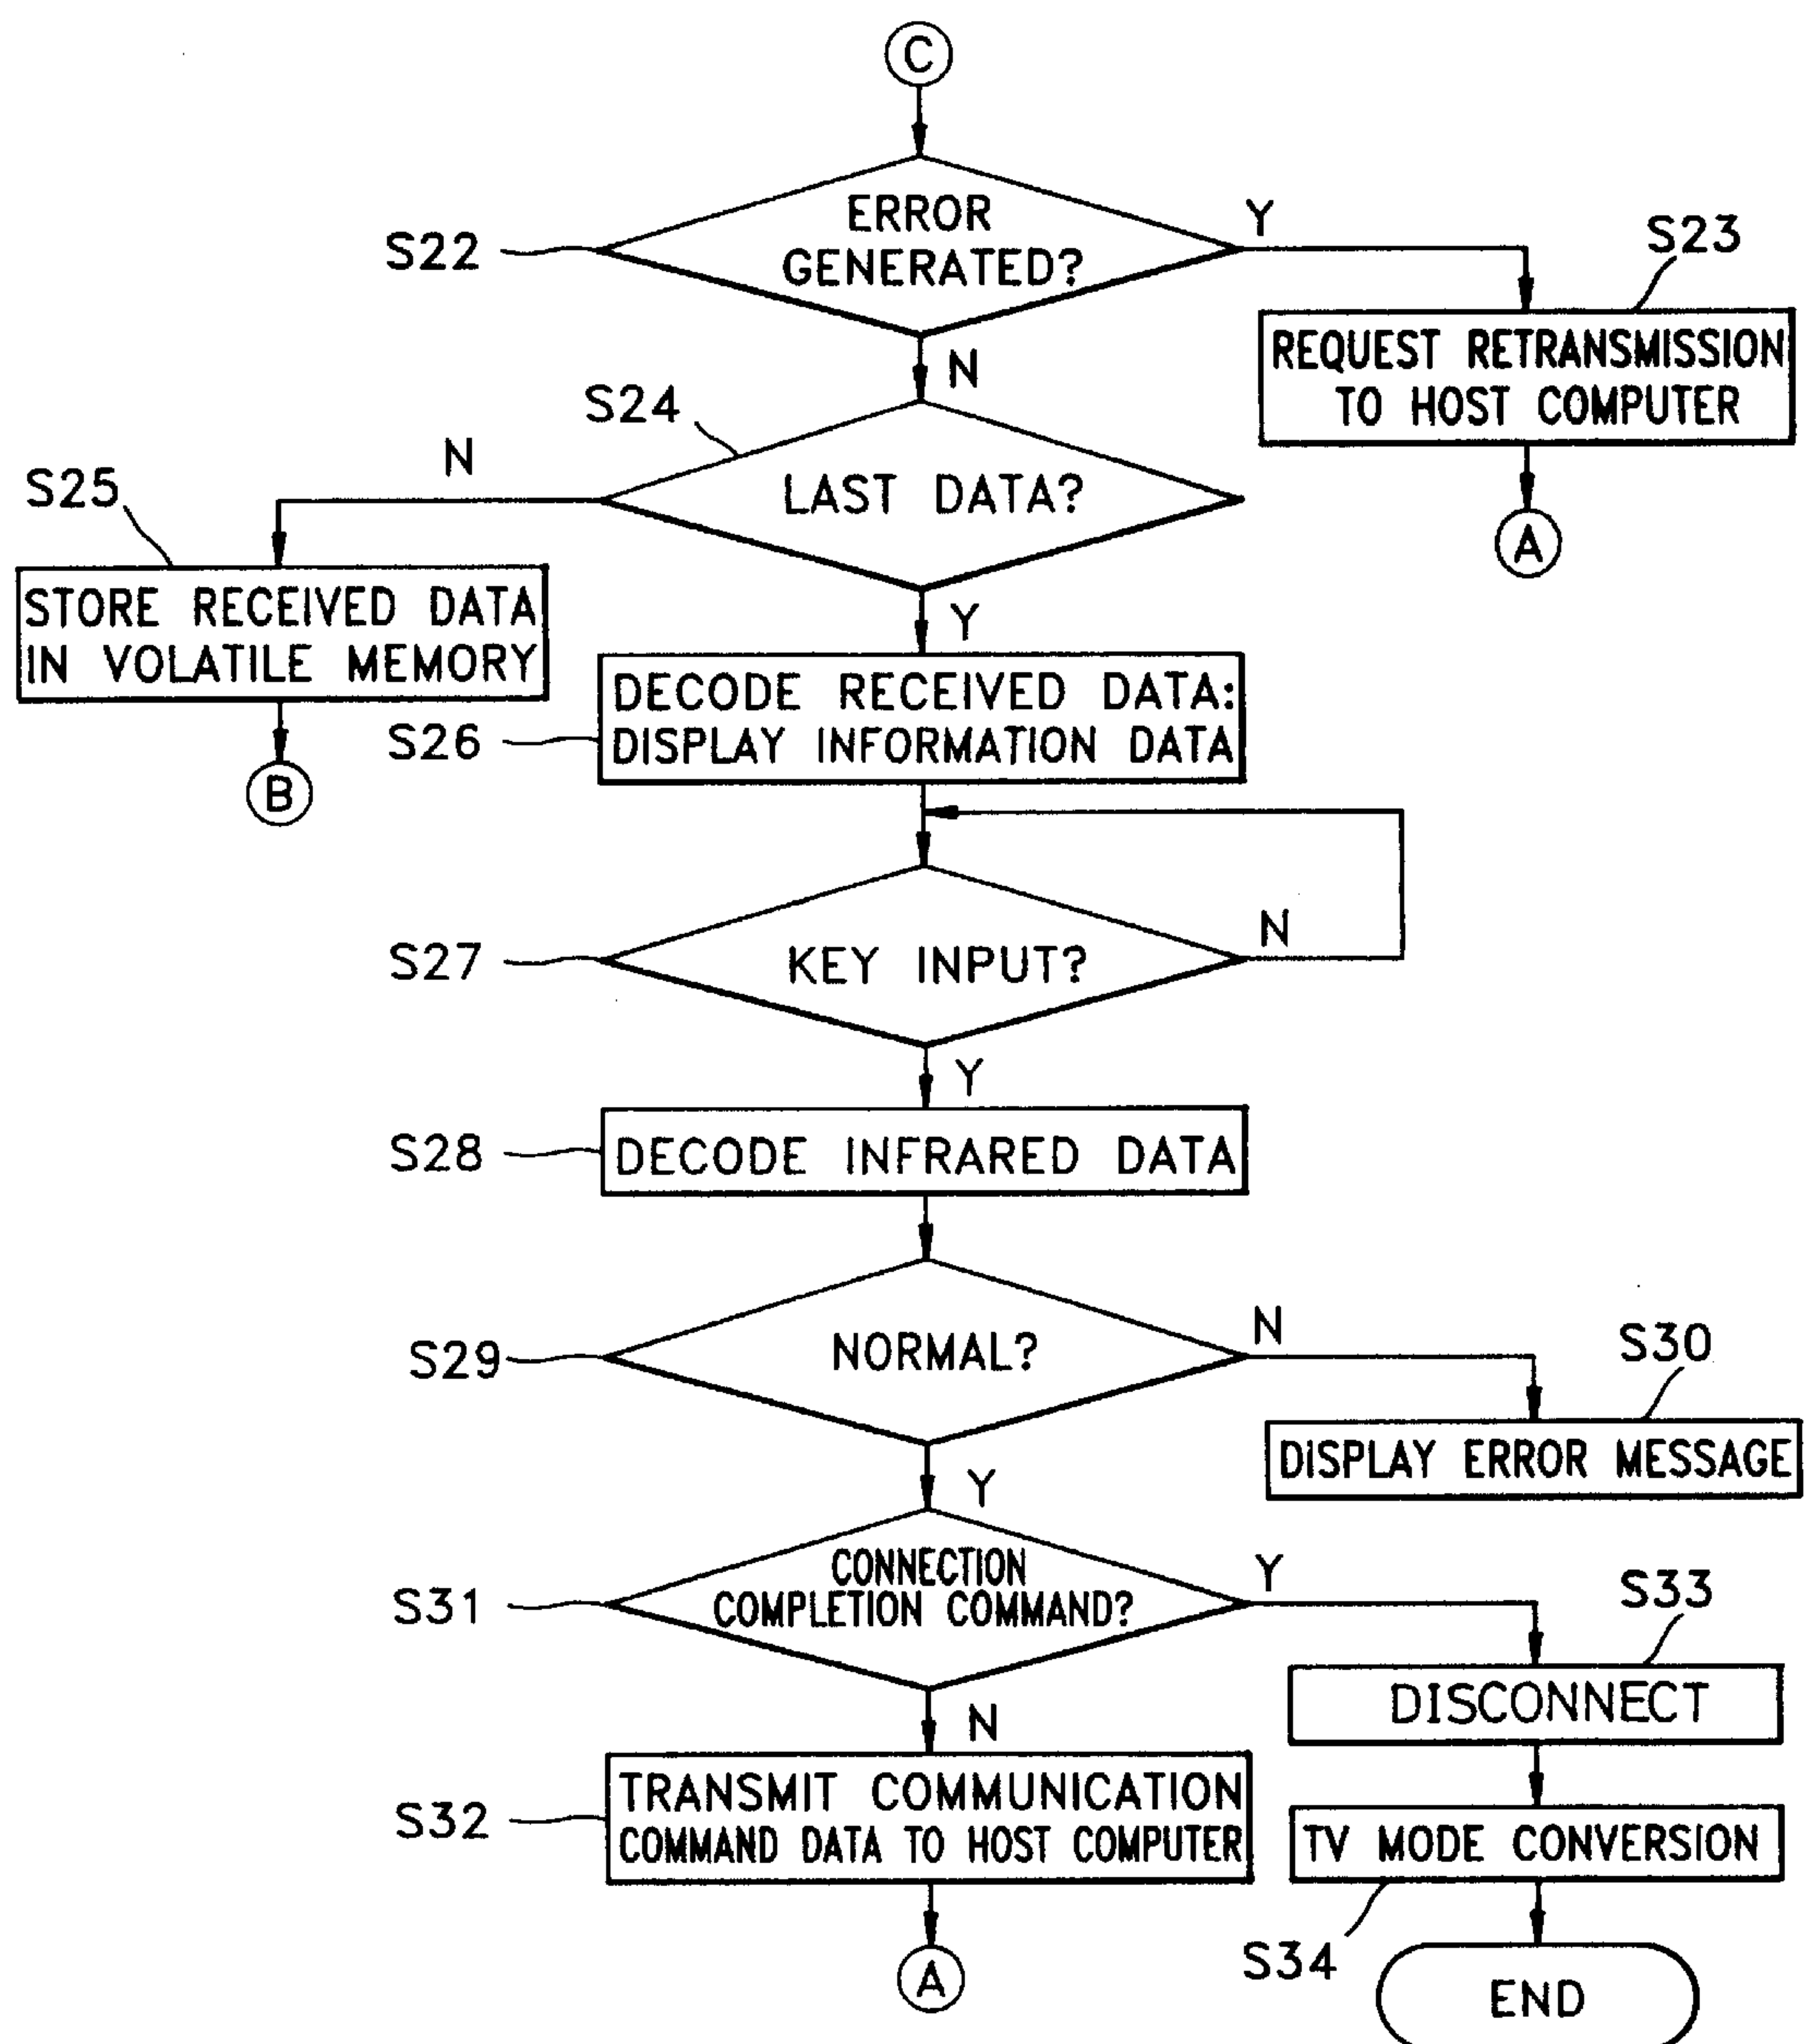 C
ERROR
GENERATED?
S22
Y
S23
REQUEST RETRANSMISSION
TO HOST COMPUTER
A
N
S24
LAST DATA?
N
S25
STORE RECEIVED DATA
IN VOLATILE MEMORY
B
Y
DECODE RECEIVED DATA:
DISPLAY INFORMATION DATA
S26
KEY INPUT?
S27
N
Y
S28
DECODE INFRARED DATA
NORMAL?
S29
N
S30
DISPLAY ERROR MESSAGE
Y
CONNECTION
COMPLETION COMMAND?
S31
Y
S33
DISCONNECT
N
TRANSMIT COMMUNICATION
COMMAND DATA TO HOST COMPUTER
S32
TV MODE CONVERSION
S34
A
END